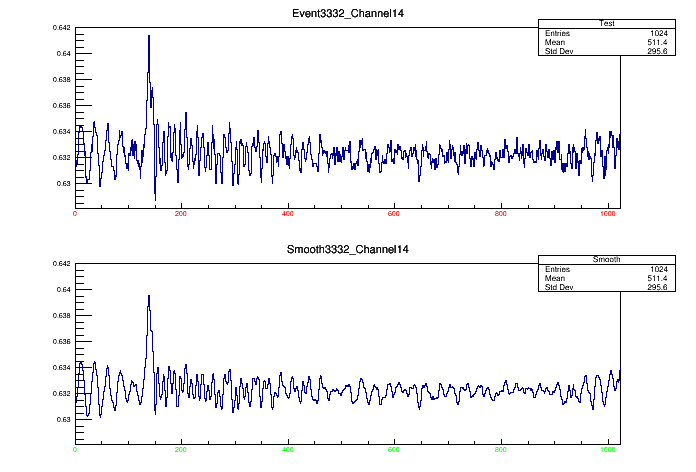 Event3332_Channel14
Test
Entries 1024
Mean 511.4
Std Dev 295.6
0.642
0.64
0.638
0.636
0.634
0.632
0.63
0 200 400 600 800 1000
Smooth3332_Channel14
Smooth
Entries 1024
Mean 511.4
Std Dev 295.6
0.642
0.64
0.638
0.636
0.634
0.632
0.63
0 200 400 600 800 1000